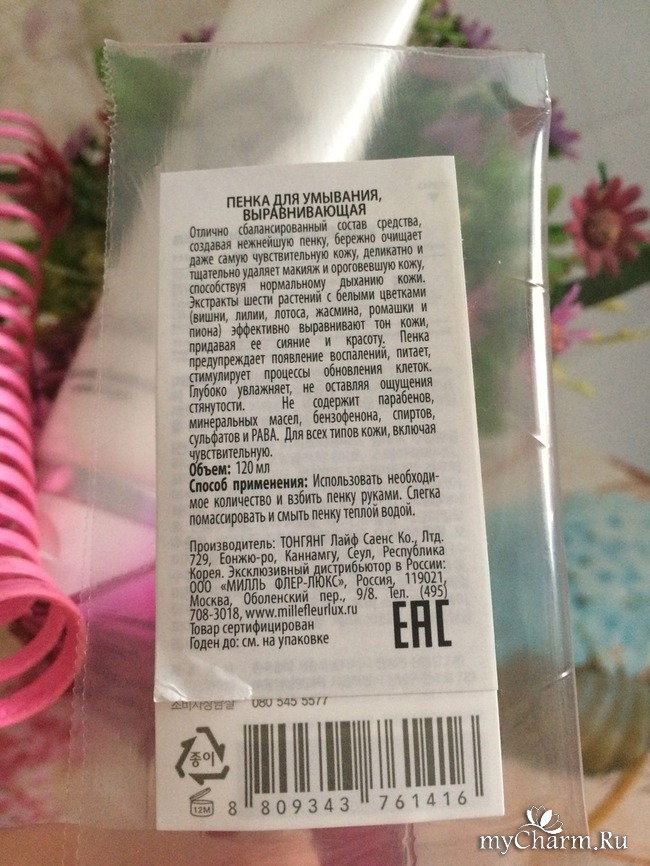 ПЕНКА ДЛЯ УМЫВАНИЯ,
ВЫРАВНИВАЮЩАЯ
Отлично сбалансированный состав средства,
создавая нежнейшую пенку, бережно очищает
даже самую чувствительную кожу, деликатно и
тщательно удаляет макияж и ороговевшую кожу,
способствуя нормальному дыханию кожи.
Экстракты шести растений с белыми цветками
(вишни, лилии, лотоса, жасмина, ромашки и
пиона) эффективно выравнивают тон кожи,
придавая ее сияние и красоту. Пенка
предупреждает появление воспалений, питает,
стимулирует процессы обновления клеток.
Глубоко увлажняет, не оставляя ощущения
стянутости. Не содержит парабенов,
минеральных масел, бензофенона, спиртов,
сульфатов и РАВА. Для всех типов кожи, включая
чувствительную.
Объем: 120 мл
Способ применения: Использовать необходи-
мое количество и взбить пенку руками. Слегка
помассировать и смыть пенку теплой водой.
Производитель: ТОНГЯНГ Лайф Саенс Ко., Лтд.
729, Еонжю-ро, Каннамгу, Сеул, Республика
Корея. Эксклюзивный дистрибьютор в России:
ООО «МИЛЛЬ ФЛЕР-ЛЮКС», Россия, 119021,
Москва, Оболенский пер., 9/8. Тел. (495)
708-3018, www.millefleurlux.ru
Товар сертифицирован
Годен до: см. на упаковке
EAC
소비자상담실 080 545 5577
종이
12M
8 809343 761416
myCharm.Ru